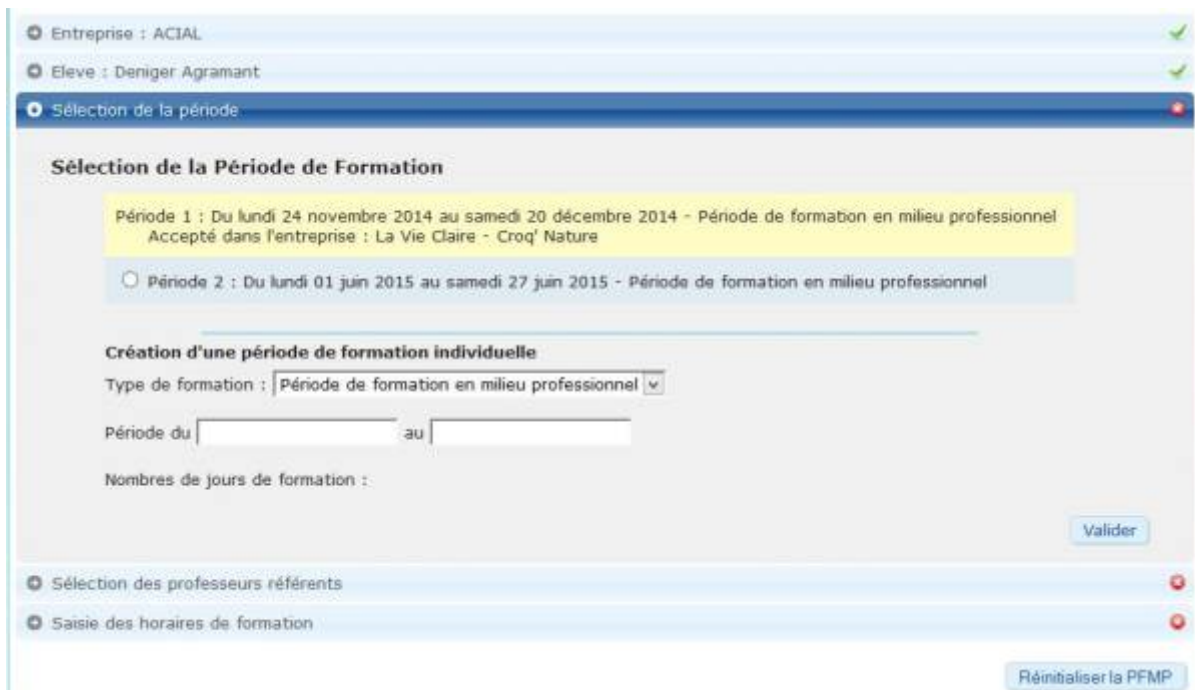 Entreprise : ACIAL
Eleve : Deniger Agramant
Sélection de la période
Sélection de la Période de Formation
Période 1 : Du lundi 24 novembre 2014 au samedi 20 décembre 2014 - Période de formation en milieu professionnel
Accepté dans l'entreprise : La Vie Claire - Croq' Nature
Période 2 : Du lundi 01 juin 2015 au samedi 27 juin 2015 - Période de formation en milieu professionnel
Création d'une période de formation individuelle
Type de formation : Période de formation en milieu professionnel
Période du au
Nombres de jours de formation :
Valider
Sélection des professeurs référents
Saisie des horaires de formation
Réinitialiser la PFMP